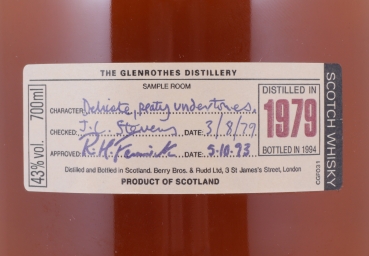 THE GLENROTHES DISTILLERY
SAMPLE ROOM
CHARACTER Delicate, peaty undertones.
CHECKED: J.L. Stevens DATE: 3/8/79
APPROVED: R.H. Fenwick DATE: 5.10.93
Distilled and Bottled in Scotland. Berry Bros. & Rudd Ltd, 3 St James's Street, London
PRODUCT OF SCOTLAND
43% vol. 700ml
DISTILLED IN
1979
BOTTLED IN 1994
SCOTCH WHISKY